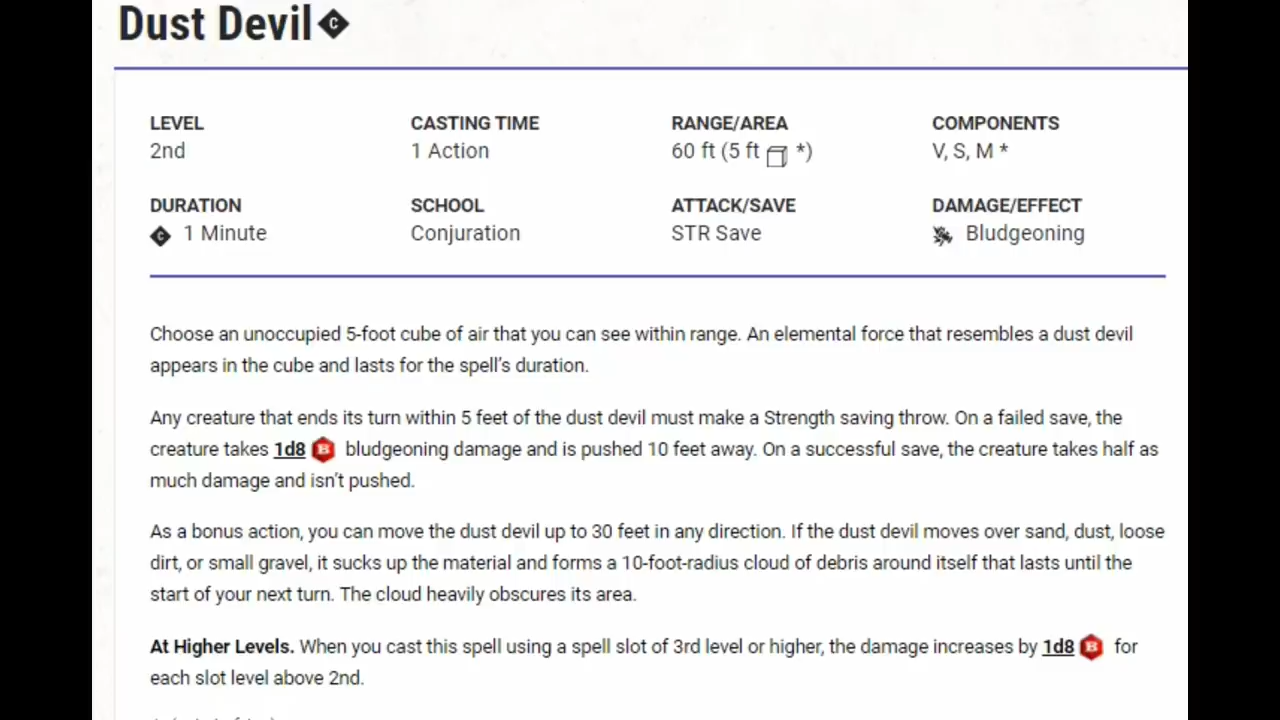 Dust Devil C
LEVEL
2nd
CASTING TIME
1 Action
RANGE/AREA
60 ft (5 ft *)
COMPONENTS
V, S, M *
DURATION
C 1 Minute
SCHOOL
Conjuration
ATTACK/SAVE
STR Save
DAMAGE/EFFECT
Bludgeoning
Choose an unoccupied 5-foot cube of air that you can see within range. An elemental force that resembles a dust devil
appears in the cube and lasts for the spell’s duration.
Any creature that ends its turn within 5 feet of the dust devil must make a Strength saving throw. On a failed save, the
creature takes 1d8 B bludgeoning damage and is pushed 10 feet away. On a successful save, the creature takes half as
much damage and isn’t pushed.
As a bonus action, you can move the dust devil up to 30 feet in any direction. If the dust devil moves over sand, dust, loose
dirt, or small gravel, it sucks up the material and forms a 10-foot-radius cloud of debris around itself that lasts until the
start of your next turn. The cloud heavily obscures its area.
At Higher Levels. When you cast this spell using a spell slot of 3rd level or higher, the damage increases by 1d8 B for
each slot level above 2nd.